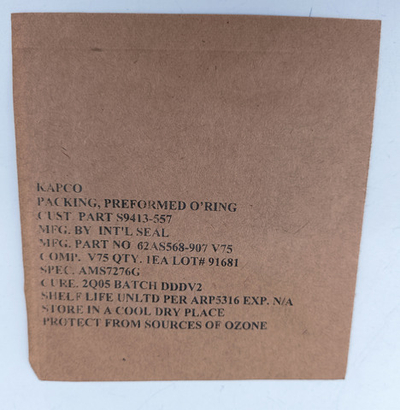 KAPCO
PACKING, PREFORMED O'RING
CUST. PART S9413-557
MFG. BY INT'L SEAL
MFG. PART NO 62AS568-907 V75
COMP. V75 QTY. 1EA LOT# 91681
SPEC. AMS7276G
CURE. 2Q05 BATCH DDDV2
SHELF LIFE UNLTD PER ARP5316 EXP. N/A
STORE IN A COOL DRY PLACE
PROTECT FROM SOURCES OF OZONE